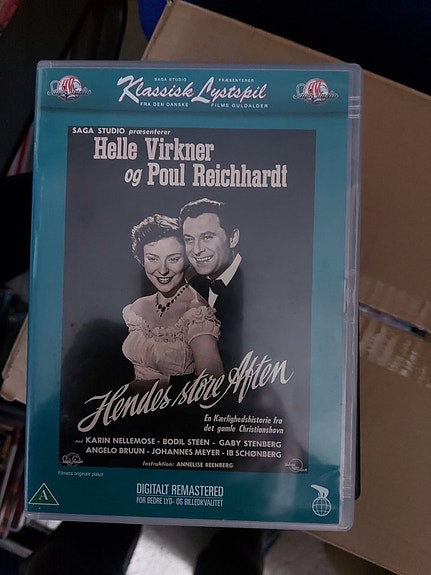 SAGA STUDIO PRÆSENTERER
Klassisk Lystspil
FRA DEN DANSKE FILMS GULDALDER
SAGA STUDIO præsenterer
Helle Virkner
og Poul Reichhardt
Hendes store Aften
En Kærlighedshistorie fra
det gamle Christianshavn
med KARIN NELLEMOSE - BODIL STEEN - GABY STENBERG
ANGELO BRUUN - JOHANNES MEYER - IB SCHØNBERG
Instruktion: ANNELISE REENBERG
Filmens originale plakat
A
DIGITALT REMASTERED
FOR BEDRE LYD- OG BILLEDKVALITET